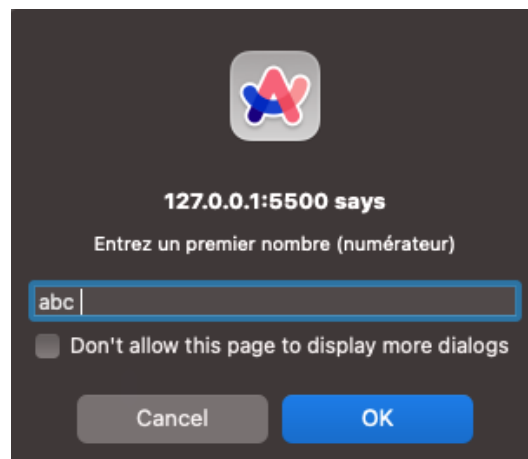 127.0.0.1:5500 says
Entrez un premier nombre (numérateur)
abc
Don't allow this page to display more dialogs
Cancel
OK